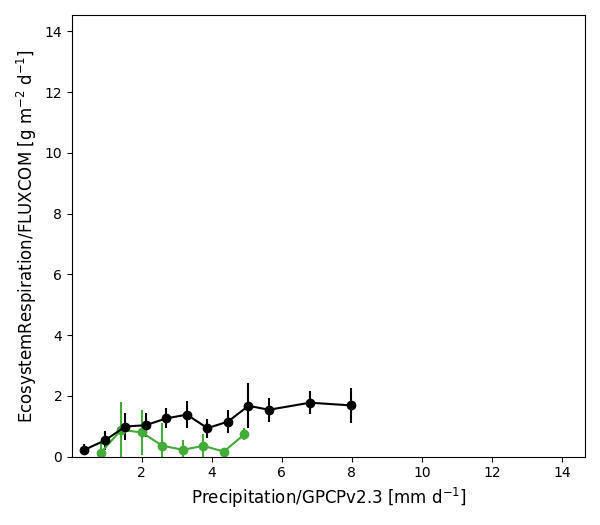 14
12
10
8
6
4
2
0
EcosystemRespiration/FLUXCOM [g m⁻² d⁻¹]
2 4 6 8 10 12 14
Precipitation/GPCPv2.3 [mm d⁻¹]